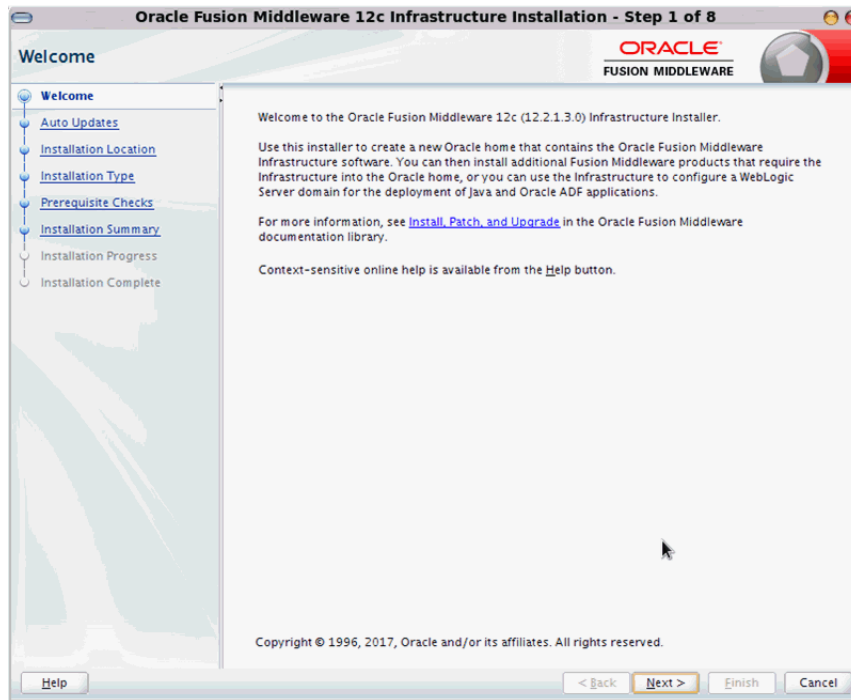 Oracle Fusion Middleware 12c Infrastructure Installation - Step 1 of 8
Welcome
ORACLE
FUSION MIDDLEWARE
Welcome
Auto Updates
Installation Location
Installation Type
Prerequisite Checks
Installation Summary
Installation Progress
Installation Complete
Welcome to the Oracle Fusion Middleware 12c (12.2.1.3.0) Infrastructure Installer.
Use this installer to create a new Oracle home that contains the Oracle Fusion Middleware
Infrastructure software. You can then install additional Fusion Middleware products that require the
Infrastructure into the Oracle home, or you can use the Infrastructure to configure a WebLogic
Server domain for the deployment of Java and Oracle ADF applications.
For more information, see Install, Patch, and Upgrade in the Oracle Fusion Middleware
documentation library.
Context-sensitive online help is available from the Help button.
Copyright © 1996, 2017, Oracle and/or its affiliates. All rights reserved.
Help
< Back
Next >
Finish
Cancel